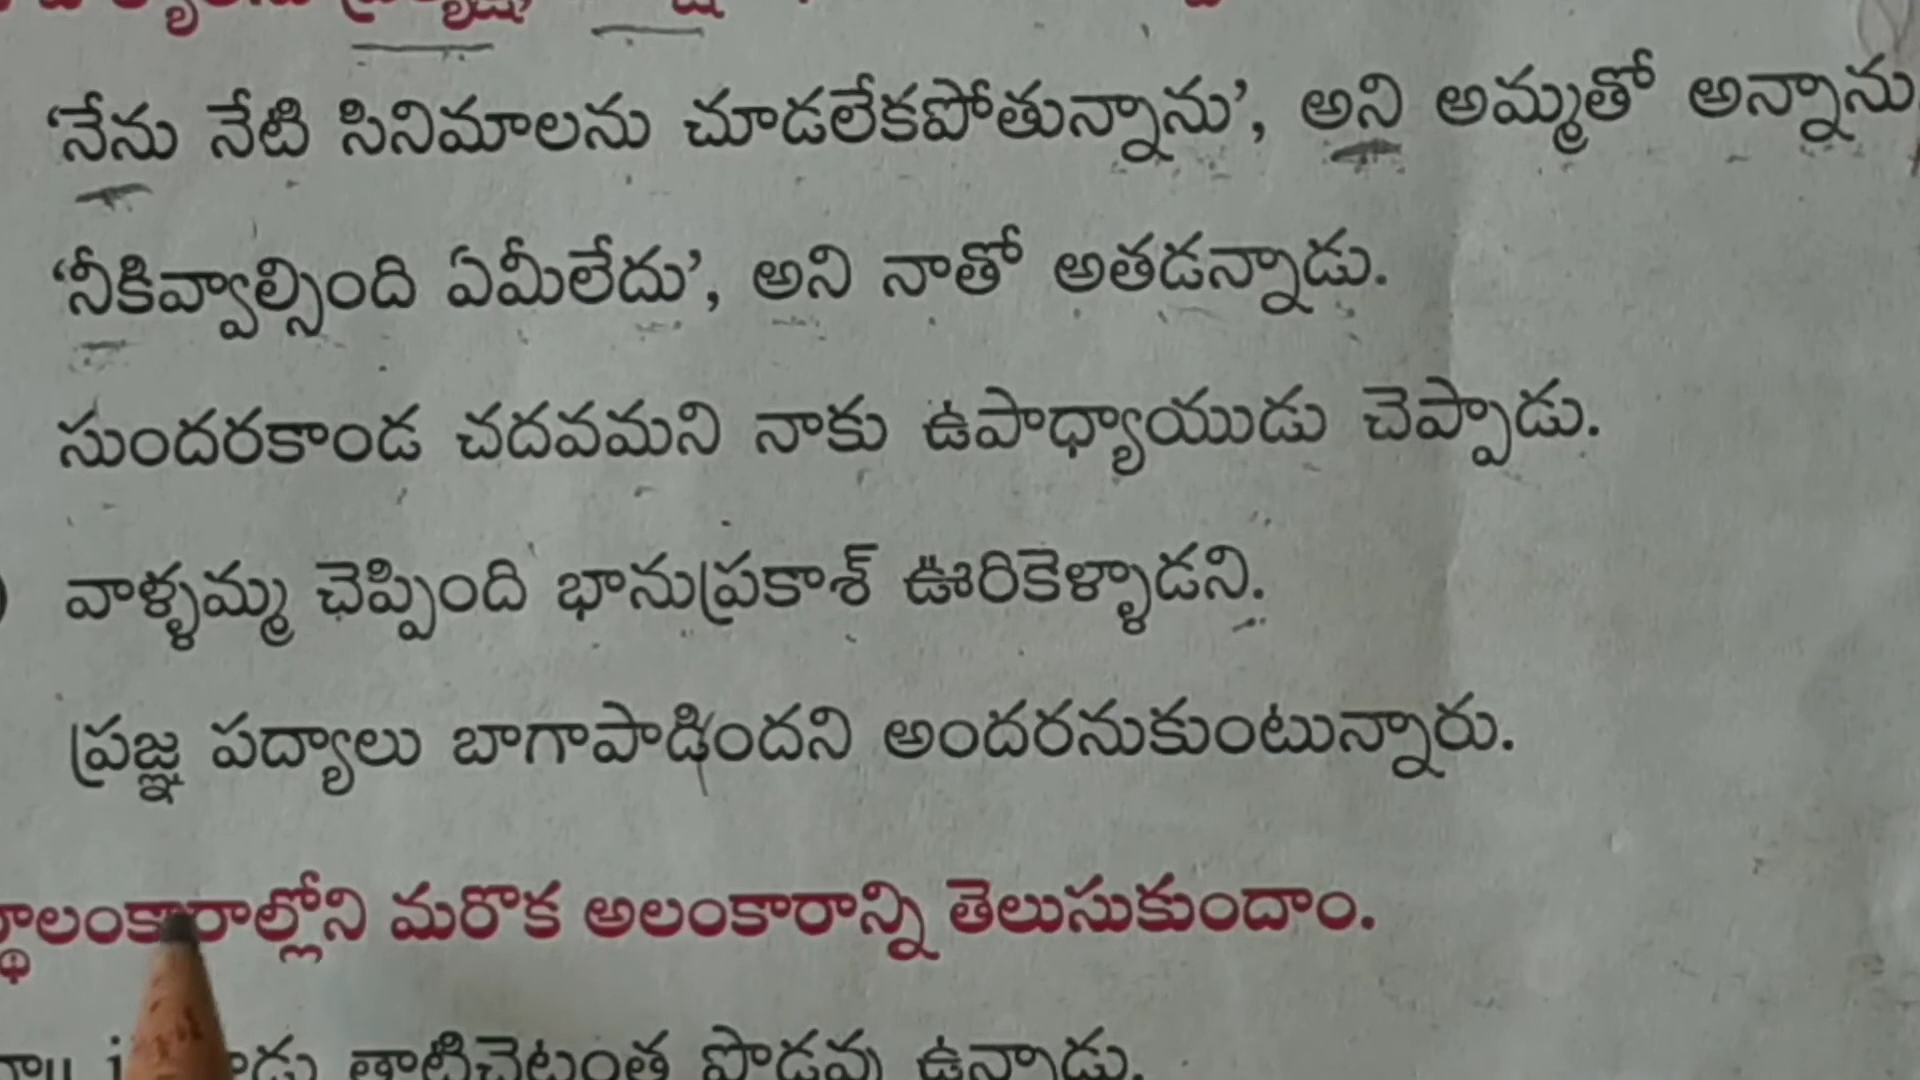 'నేను నేటి సినిమాలను చూడలేకపోతున్నాను', అని అమ్మతో అన్నాను
'నీకివ్వాల్సింది ఏమీలేదు', అని నాతో అతడన్నాడు.
సుందరకాండ చదవమని నాకు ఉపాధ్యాయుడు చెప్పాడు.
) వాళ్ళమ్మ చెప్పింది భానుప్రకాశ్ ఊరికెళ్ళాడని.
ప్రజ్ఞ పద్యాలు బాగాపాడిందని అందరనుకుంటున్నారు.
మరొక అలంకారాన్ని తెలుసుకుందాం.
తాటిచెట్టంత పొడవు ఉన్నాడు.